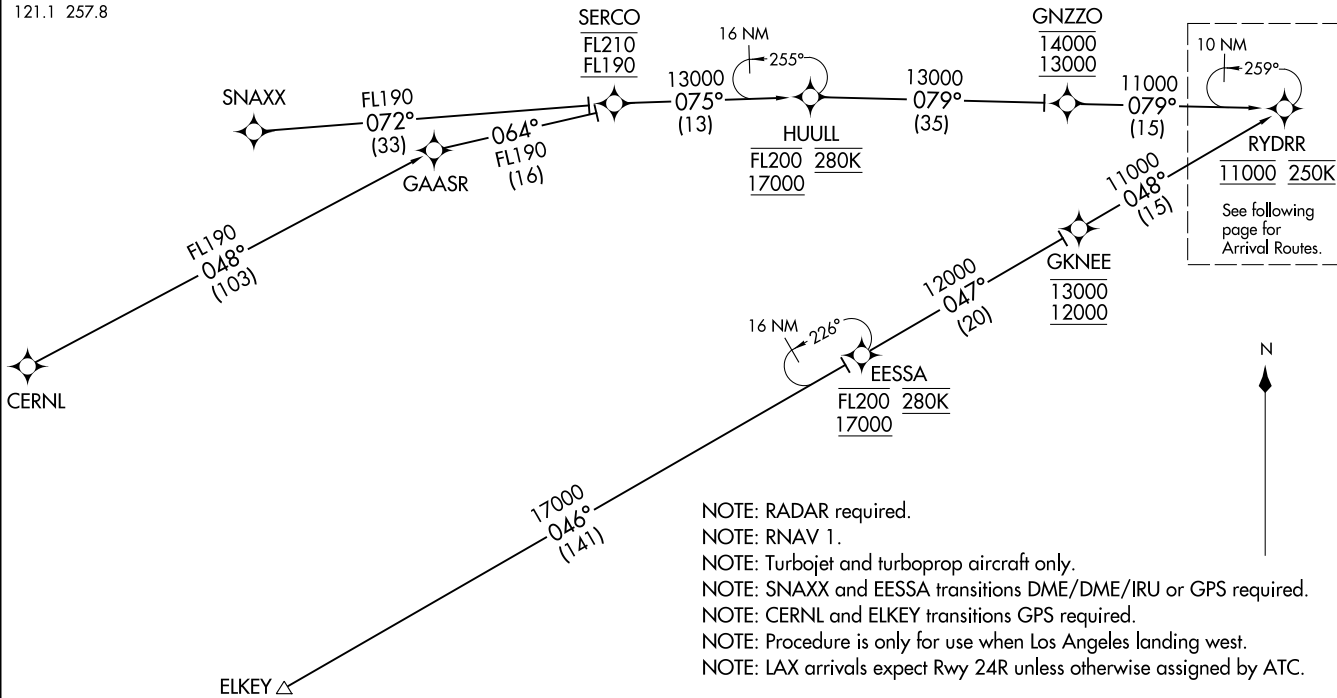 121.1 257.8
SERCO
FL210
FL190
GNZZO
14000
13000
16 NM
255°
10 NM
259°
SNAXX
FL190
072°
(33)
13000
075°
(13)
13000
079°
(35)
11000
079°
(15)
064°
FL190
(16)
GAASR
HUULL
FL200 280K
17000
RYDRR
11000 250K
See following
page for
Arrival Routes.
11000
048°
(15)
FL190
048°
(103)
GKNEE
13000
12000
12000
047°
(20)
16 NM
226°
CERNL
EESSA
FL200 280K
17000
N
17000
046°
(141)
NOTE: RADAR required.
NOTE: RNAV 1.
NOTE: Turbojet and turboprop aircraft only.
NOTE: SNAXX and EESSA transitions DME/DME/IRU or GPS required.
NOTE: CERNL and ELKEY transitions GPS required.
NOTE: Procedure is only for use when Los Angeles landing west.
NOTE: LAX arrivals expect Rwy 24R unless otherwise assigned by ATC.
ELKEY